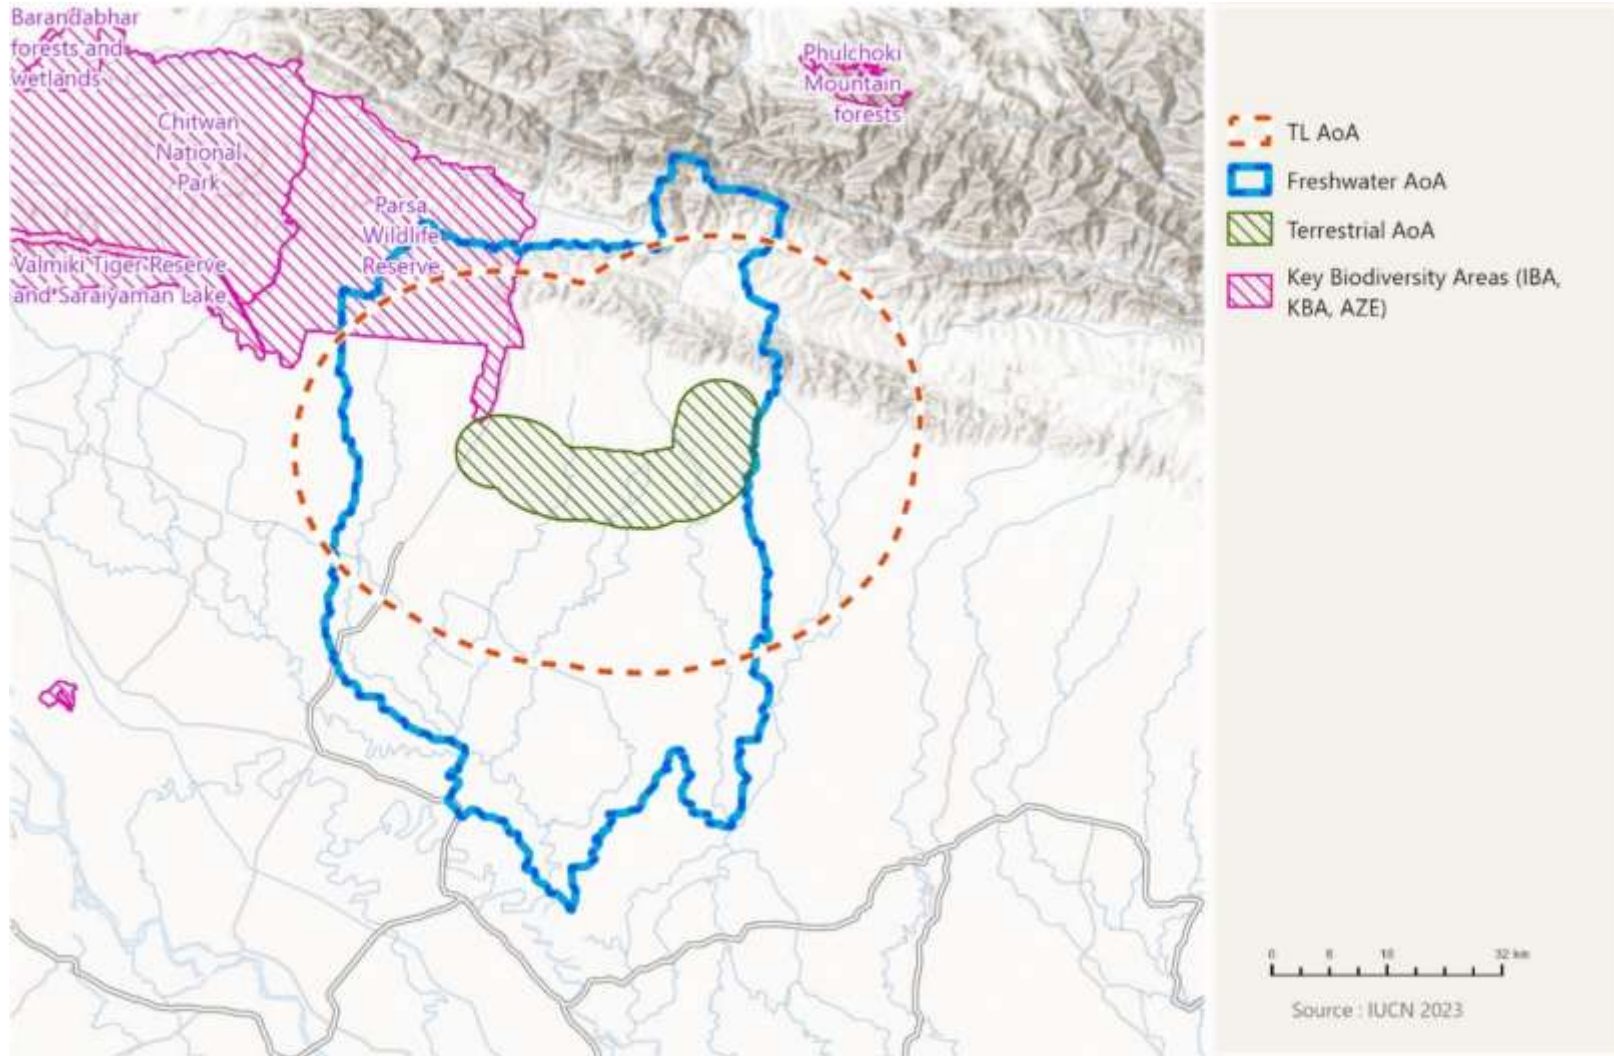 Barandabhar
forests and
wetlands
Chitwan
National
Park
Parsa
Wildlife
Reserve
Valmiki Tiger Reserve
and Saraiyaman Lake
Phulchoki
Mountain
forests
TL AoA
Freshwater AoA
Terrestrial AoA
Key Biodiversity Areas (IBA,
KBA, AZE)
0 8 16 32 km
Source : IUCN 2023